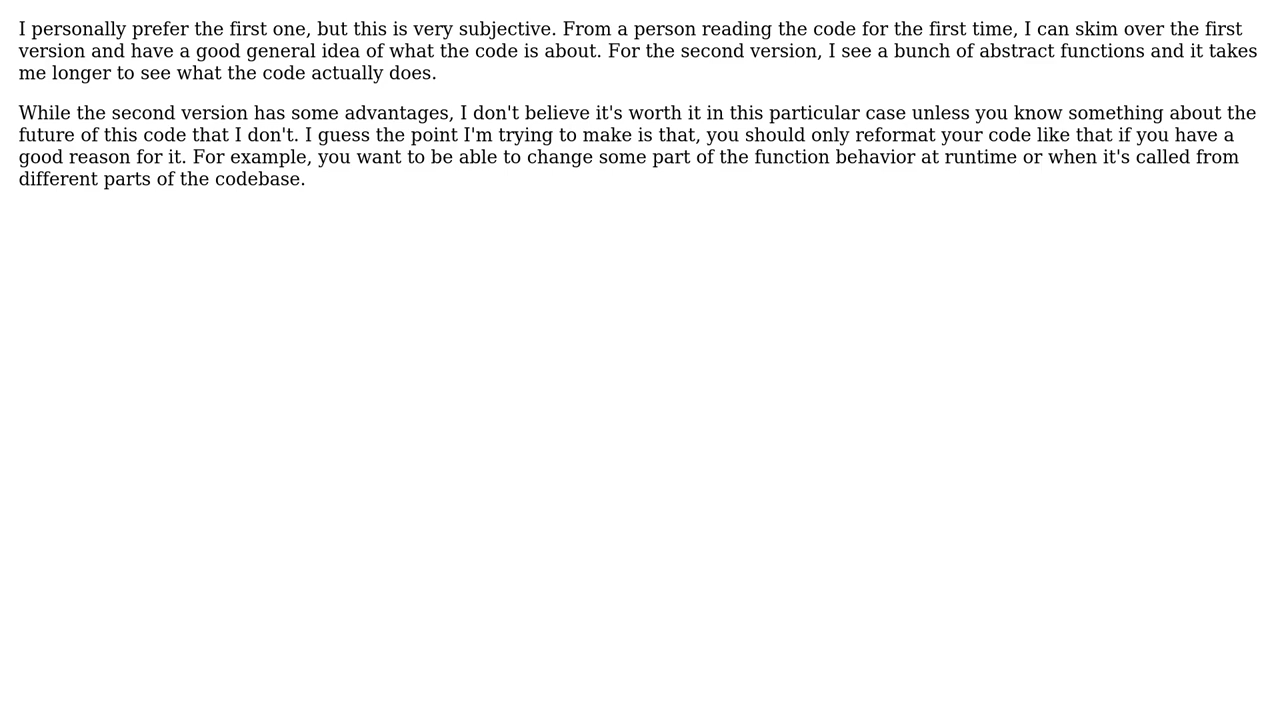 I personally prefer the first one, but this is very subjective. From a person reading the code for the first time, I can skim over the first
version and have a good general idea of what the code is about. For the second version, I see a bunch of abstract functions and it takes
me longer to see what the code actually does.
While the second version has some advantages, I don't believe it's worth it in this particular case unless you know something about the
future of this code that I don't. I guess the point I'm trying to make is that, you should only reformat your code like that if you have a
good reason for it. For example, you want to be able to change some part of the function behavior at runtime or when it's called from
different parts of the codebase.